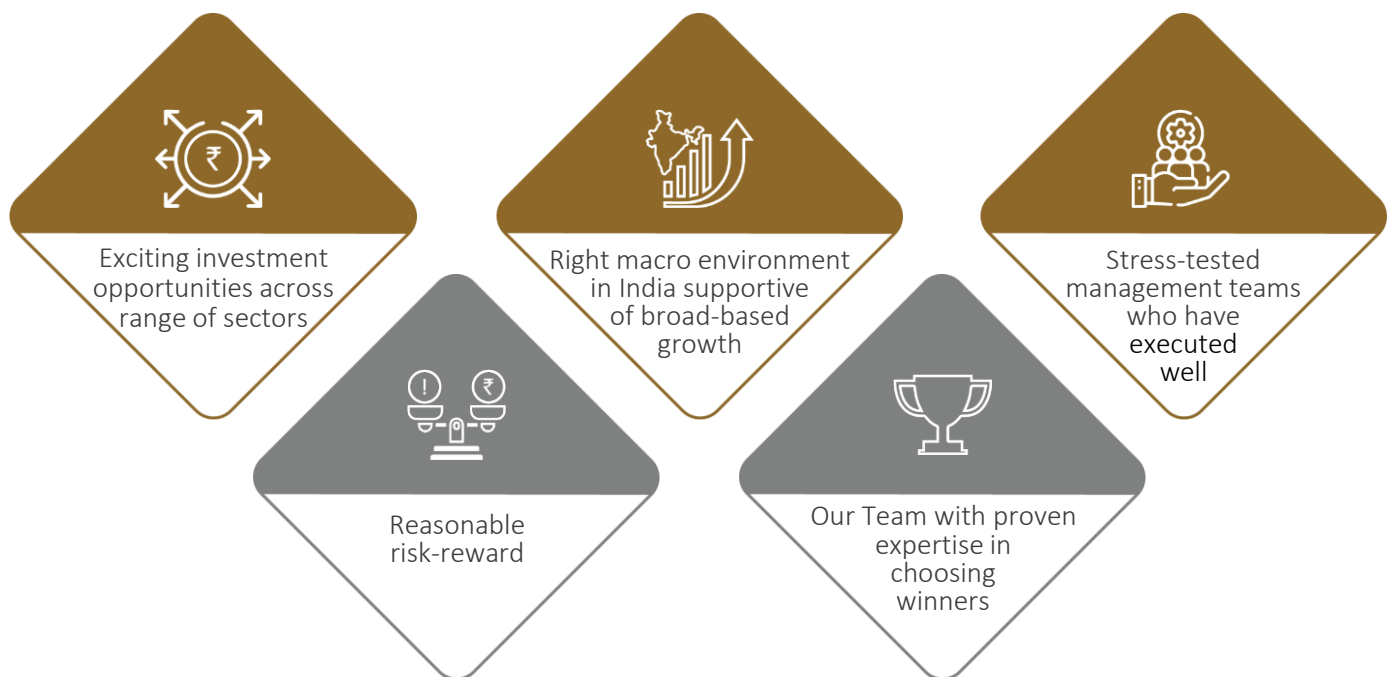 ₹
Exciting investment
opportunities across
range of sectors
Right macro environment
in India supportive
of broad-based
growth
Stress-tested
management teams
who have
executed
well
! ₹
Reasonable
risk-reward
Our Team with proven
expertise in
choosing
winners